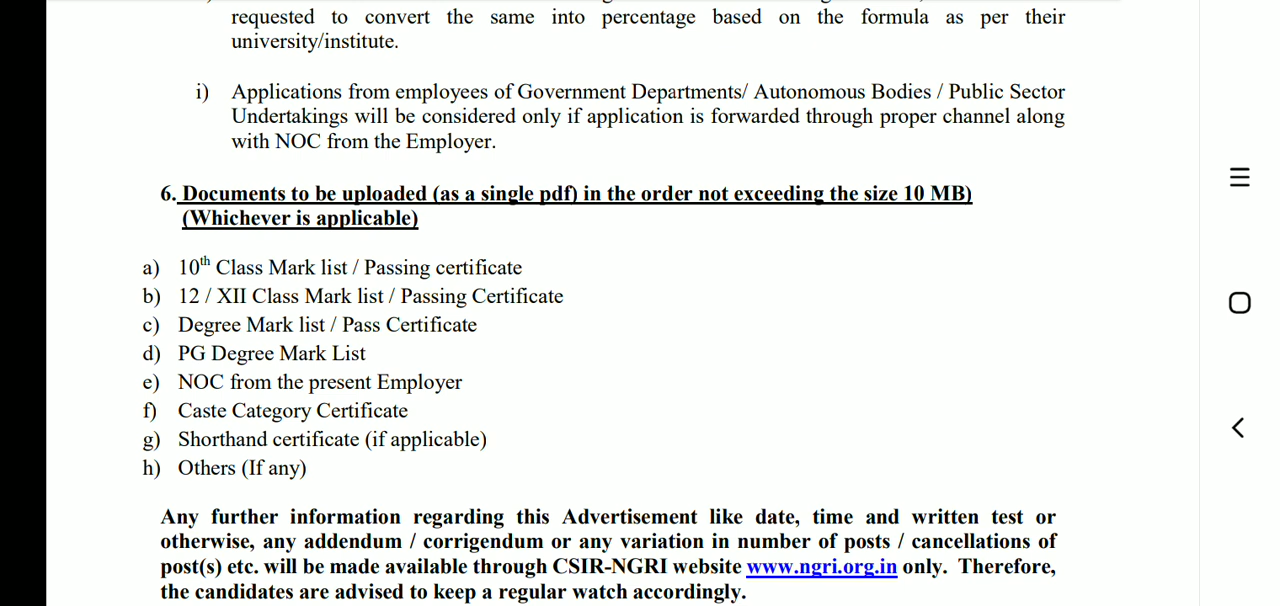 requested to convert the same into percentage based on the formula as per their
university/institute.
i) Applications from employees of Government Departments/ Autonomous Bodies / Public Sector
Undertakings will be considered only if application is forwarded through proper channel along
with NOC from the Employer.
6. Documents to be uploaded (as a single pdf) in the order not exceeding the size 10 MB)
(Whichever is applicable)
a) 10th Class Mark list / Passing certificate
b) 12 / XII Class Mark list / Passing Certificate
c) Degree Mark list / Pass Certificate
d) PG Degree Mark List
e) NOC from the present Employer
f) Caste Category Certificate
g) Shorthand certificate (if applicable)
h) Others (If any)
Any further information regarding this Advertisement like date, time and written test or
otherwise, any addendum / corrigendum or any variation in number of posts / cancellations of
post(s) etc. will be made available through CSIR-NGRI website www.ngri.org.in only. Therefore,
the candidates are advised to keep a regular watch accordingly.